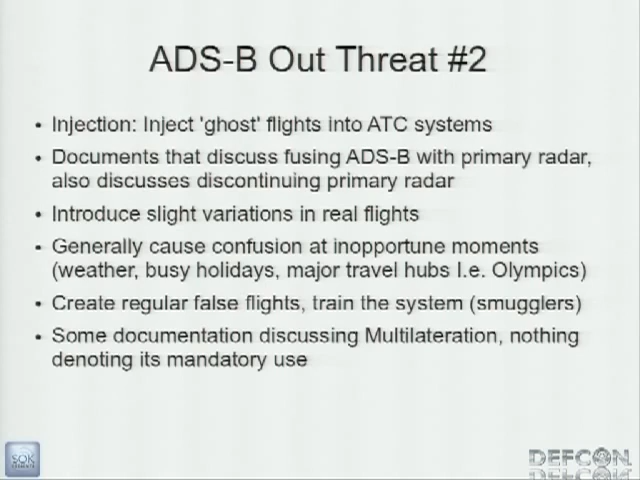 ADS-B Out Threat #2
• Injection: Inject 'ghost' flights into ATC systems
• Documents that discuss fusing ADS-B with primary radar,
also discusses discontinuing primary radar
• Introduce slight variations in real flights
• Generally cause confusion at inopportune moments
(weather, busy holidays, major travel hubs I.e. Olympics)
• Create regular false flights, train the system (smugglers)
• Some documentation discussing Multilateration, nothing
denoting its mandatory use
SOK
DEFCON